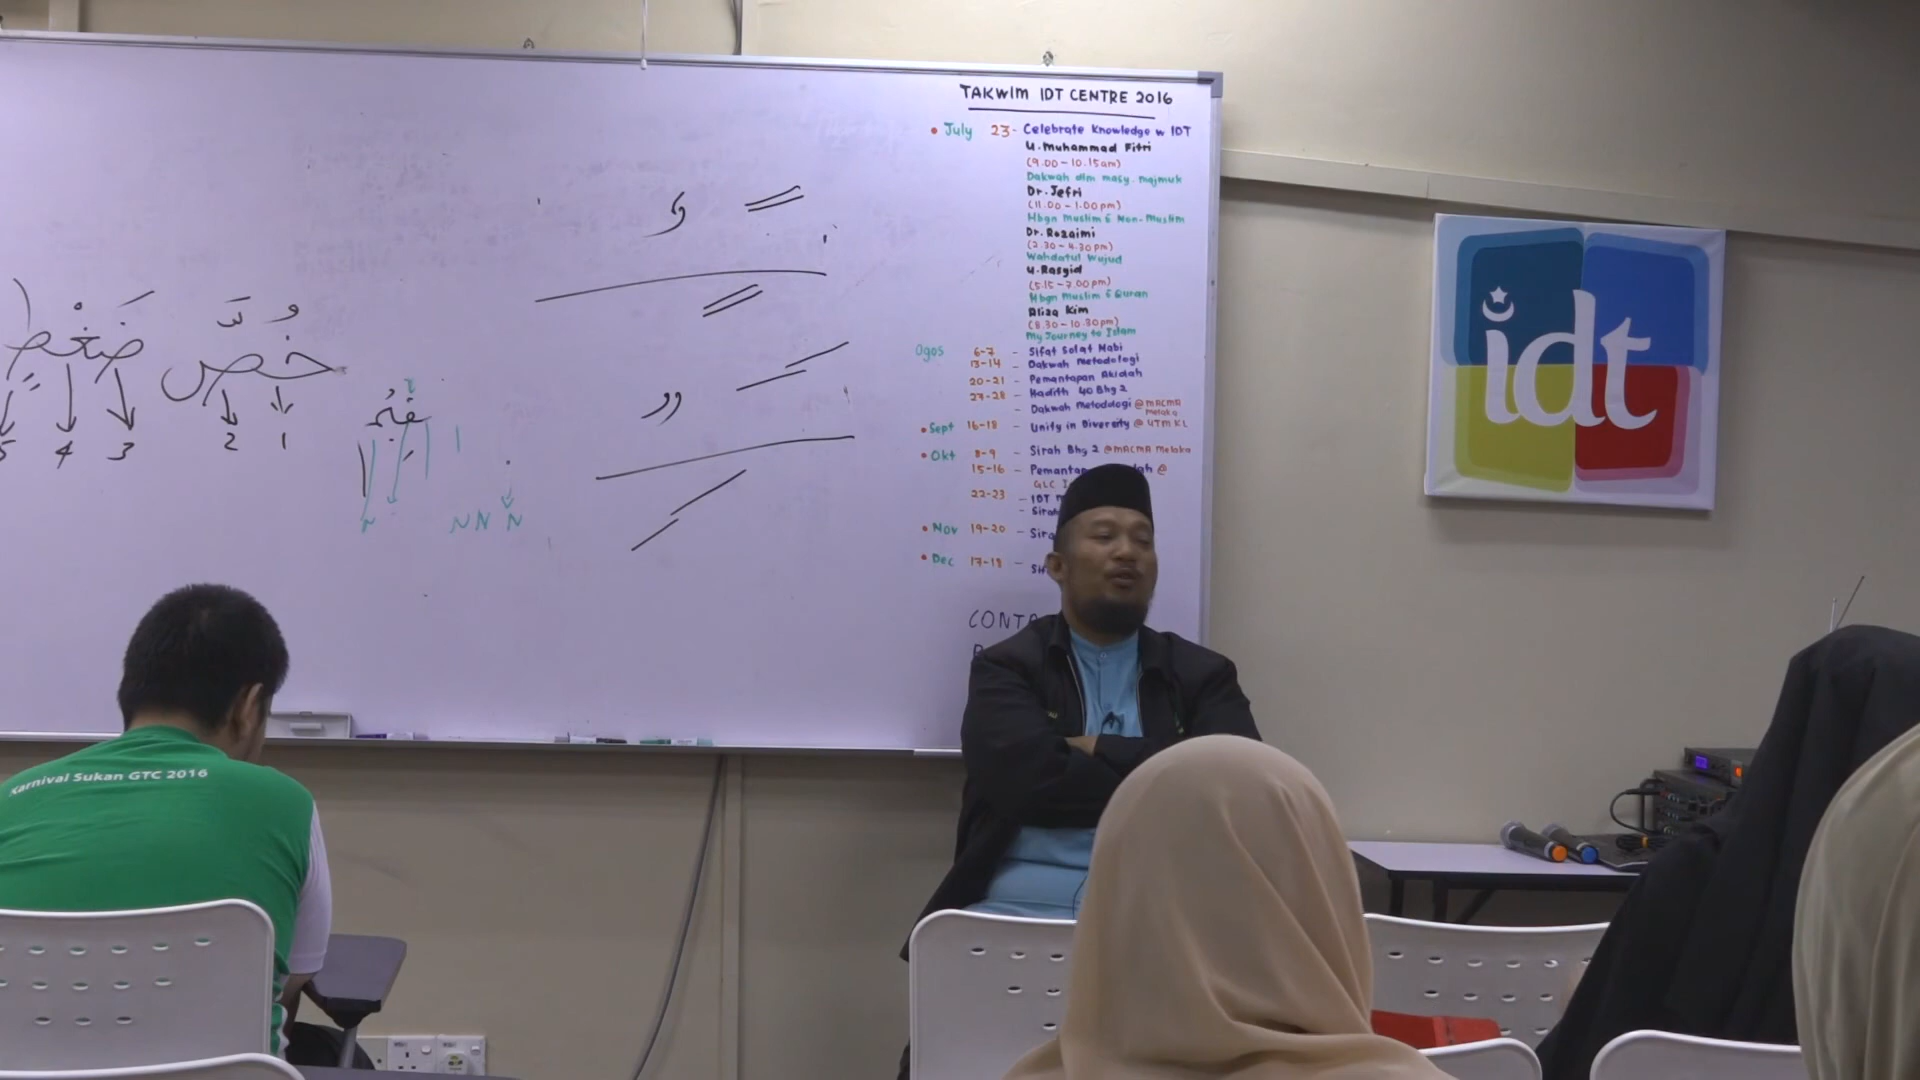 TAKWIM IDT CENTRE 2016
• July 23 - Celebrate Knowledge w IDT
U. Muhammad Fitri
(9.00 - 10.15am)
Dakwah dlm masy. majmuk
Dr. Jefri
(11.00 - 1.00pm)
Hbgn Muslim & Non-Muslim
Dr. Rozaimi
(2.30 - 4.30pm)
Wahdatul Wujud
U. Rasyid
(5.15 - 7.00pm)
Hbgn Muslim & Quran
Aliza Kim
(8.30 - 10.30pm)
My Journey to Islam
Ogos 6-7 - Sifat Solat Nabi
13-14 - Dakwah Metodologi
20-21 - Pemantapan Akidah
27-28 - Hadith 40 Bhg 2
- Dakwah Metodologi @MACMA Melaka
• Sept 16-18 - Unity in Diversity @ UTM KL
• Okt 8-9 - Sirah Bhg 2 @MACMA Melaka
15-16 - @
GLC
22-23 - IDT
-
• Nov 19-20 -
• Dec 17-18 -
خُصَّ ضَغْطٍ
5 4 3 2 1
N N N N
idt
Karnival Sukan GTC 2016